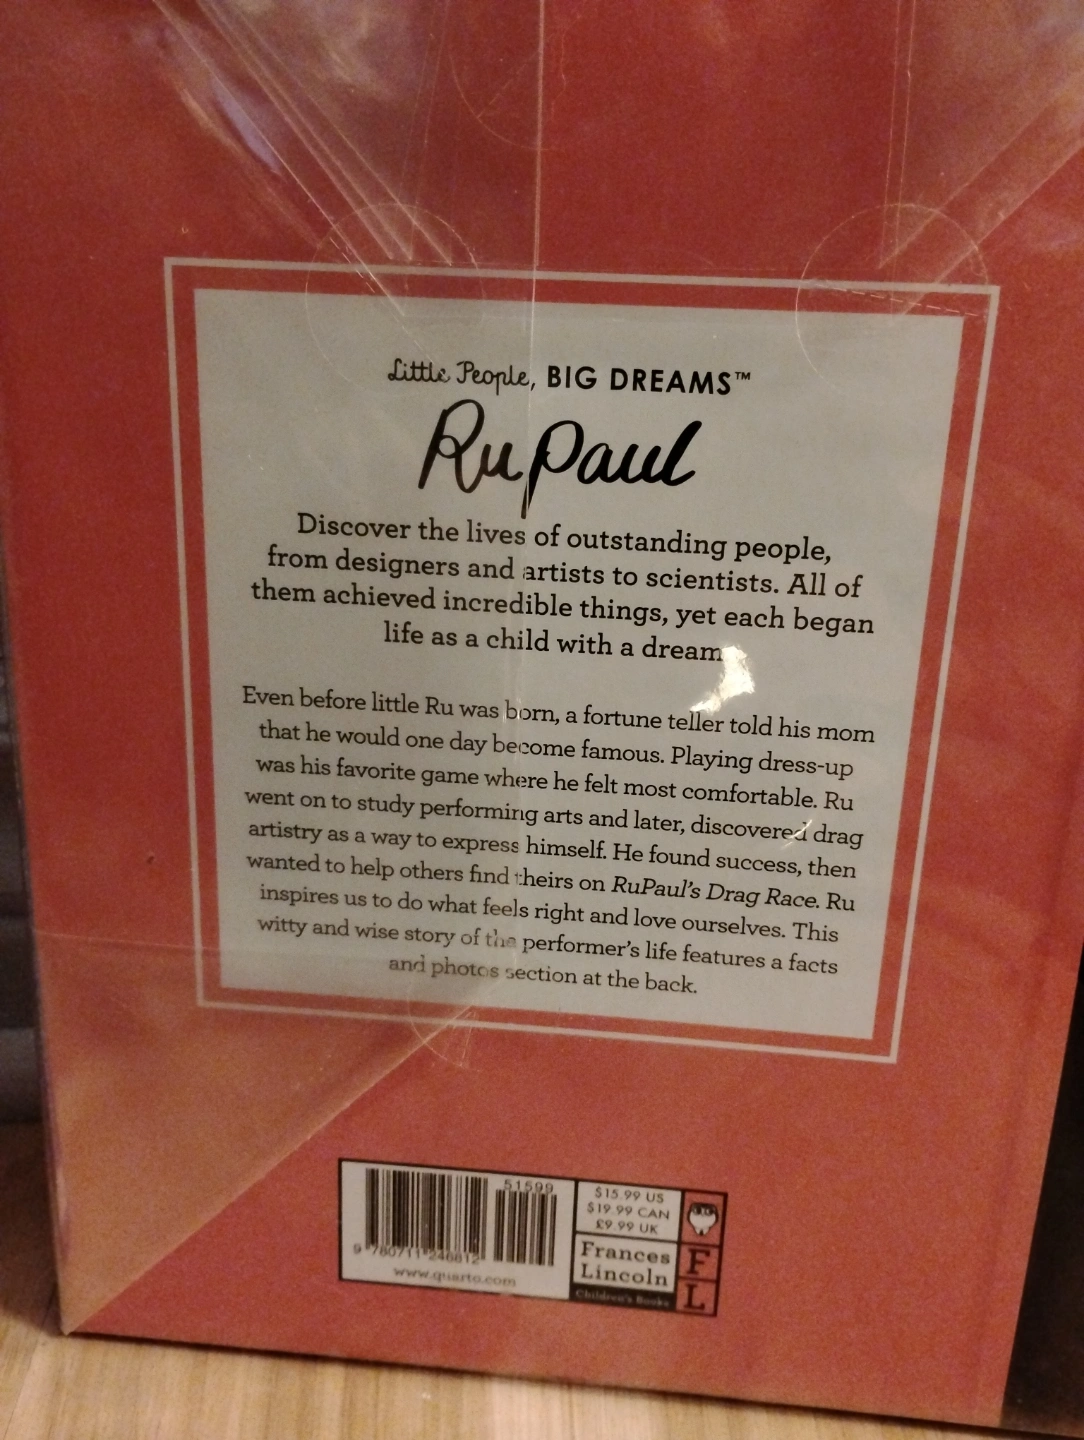 Little People, BIG DREAMS™
RuPaul
Discover the lives of outstanding people,
from designers and artists to scientists. All of
them achieved incredible things, yet each began
life as a child with a dream
Even before little Ru was born, a fortune teller told his mom
that he would one day become famous. Playing dress-up
was his favorite game where he felt most comfortable. Ru
went on to study performing arts and later, discovered drag
artistry as a way to express himself. He found success, then
wanted to help others find theirs on RuPaul's Drag Race. Ru
inspires us to do what feels right and love ourselves. This
witty and wise story of the performer's life features a facts
and photos section at the back.
51599
9 780711 246812
www.quarto.com
$15.99 US
$19.99 CAN
£9.99 UK
Frances
Lincoln
Children's Books
F
L